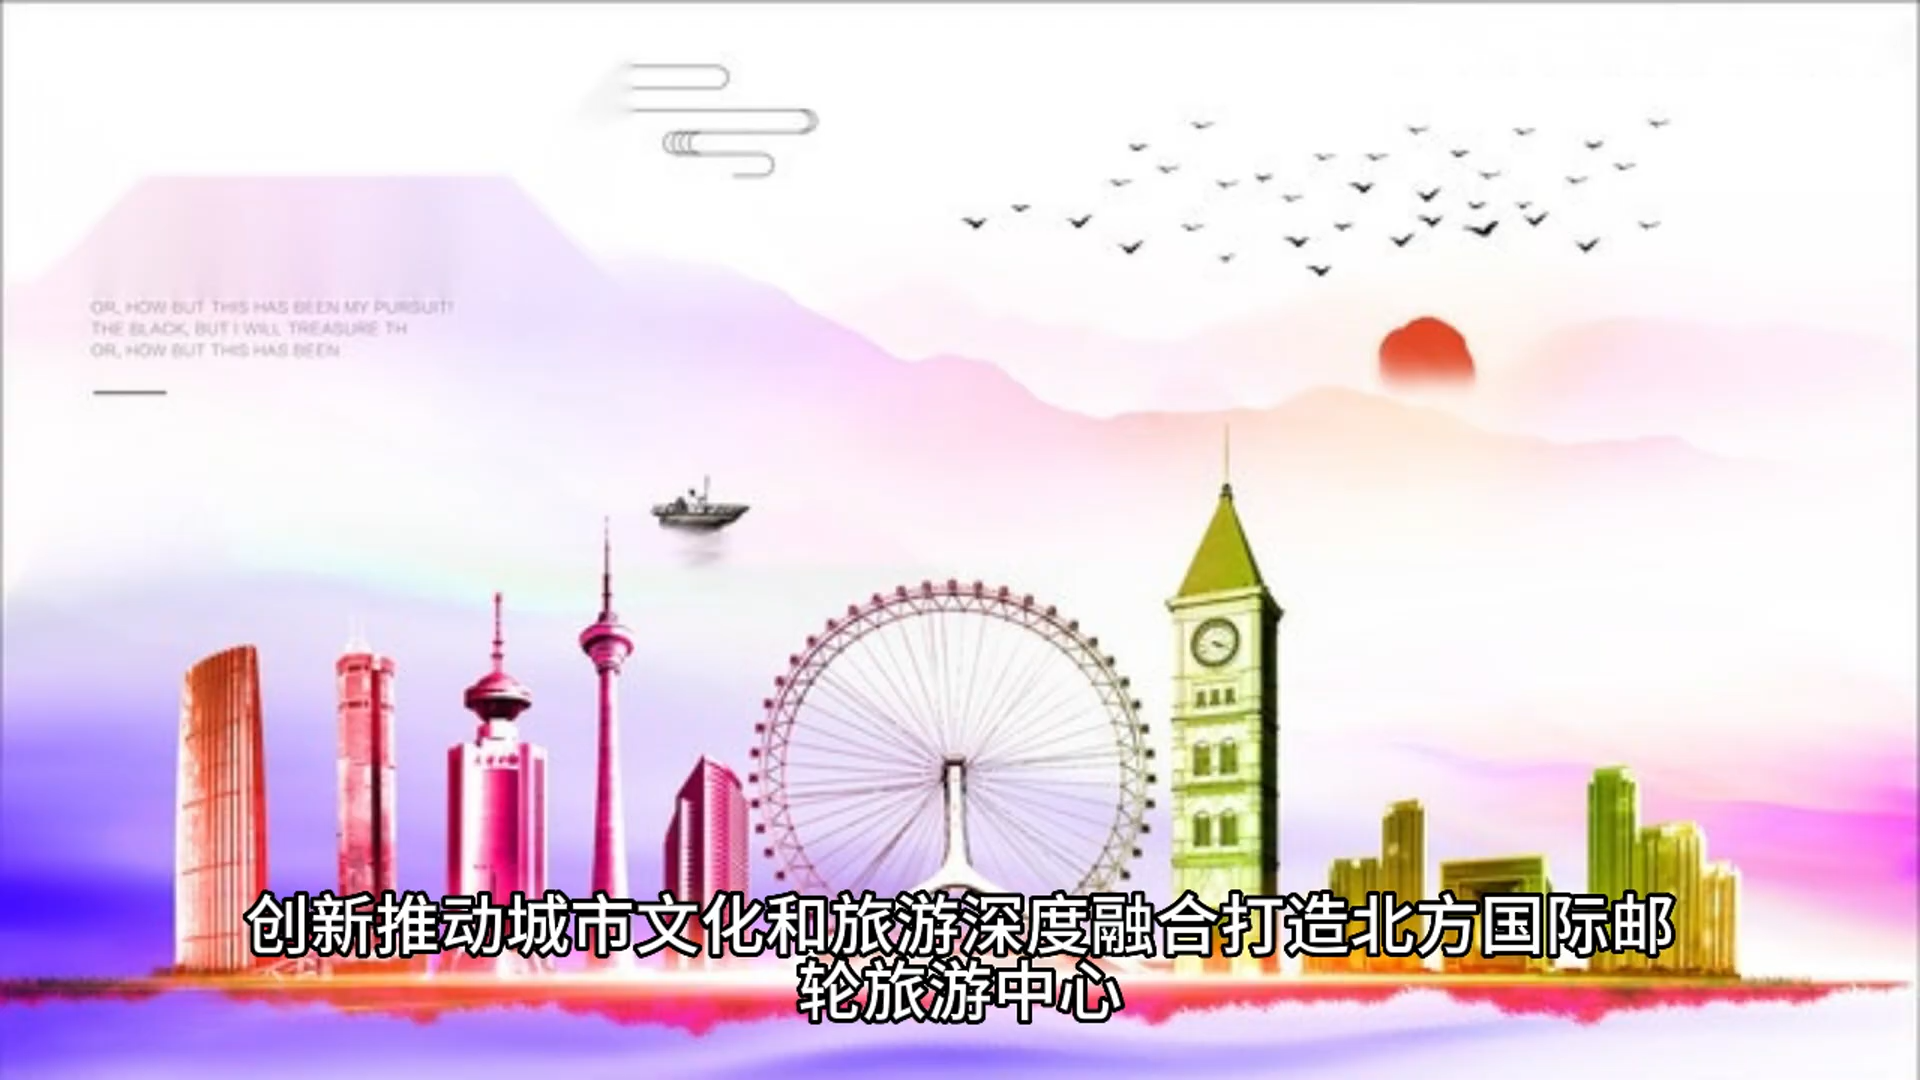 OR, HOW BUT THIS HAS BEEN MY PURSUIT!
THE BLACK, BUT I WILL TREASURE TH
OR, HOW BUT THIS HAS BEEN
创新推动城市文化和旅游深度融合打造北方国际邮
轮旅游中心